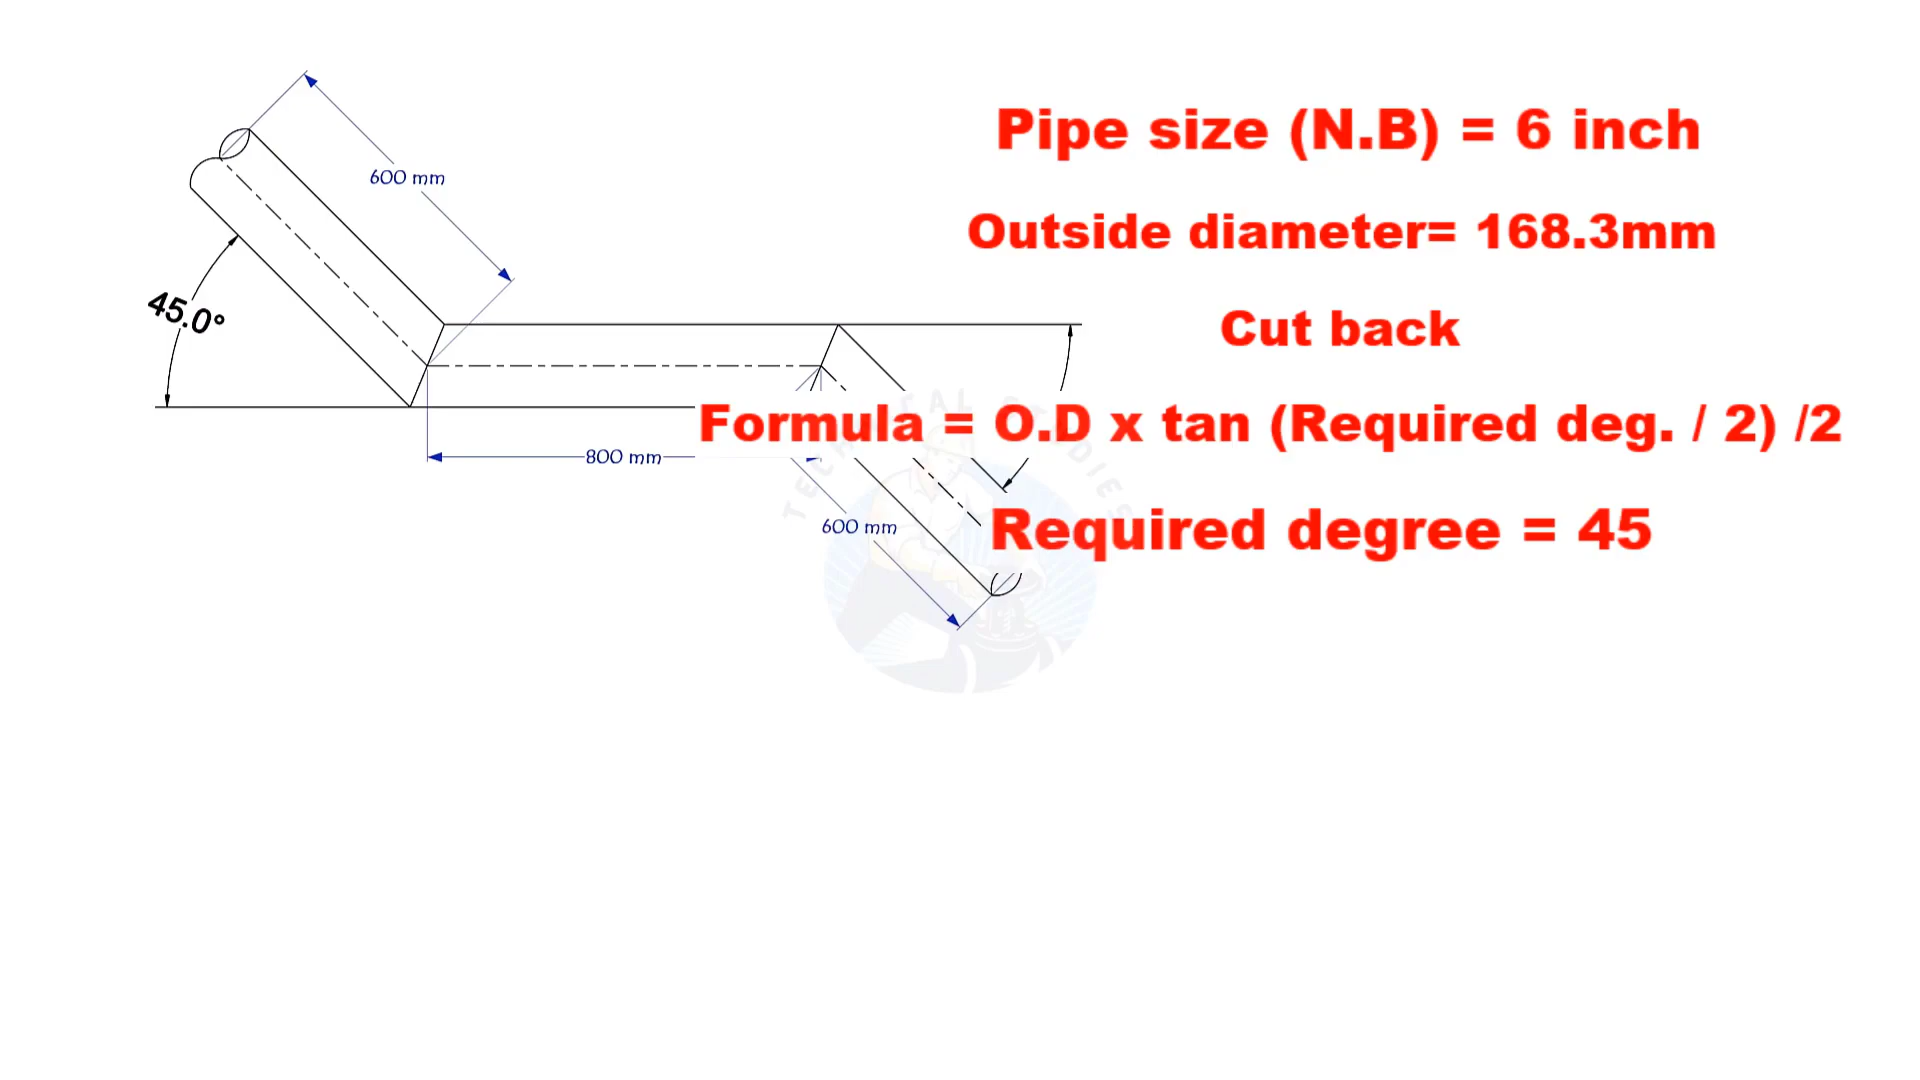 600 mm
45.0°
800 mm
600 mm
Pipe size (N.B) = 6 inch
Outside diameter= 168.3mm
Cut back
Formula = O.D x tan (Required deg. / 2) /2
Required degree = 45